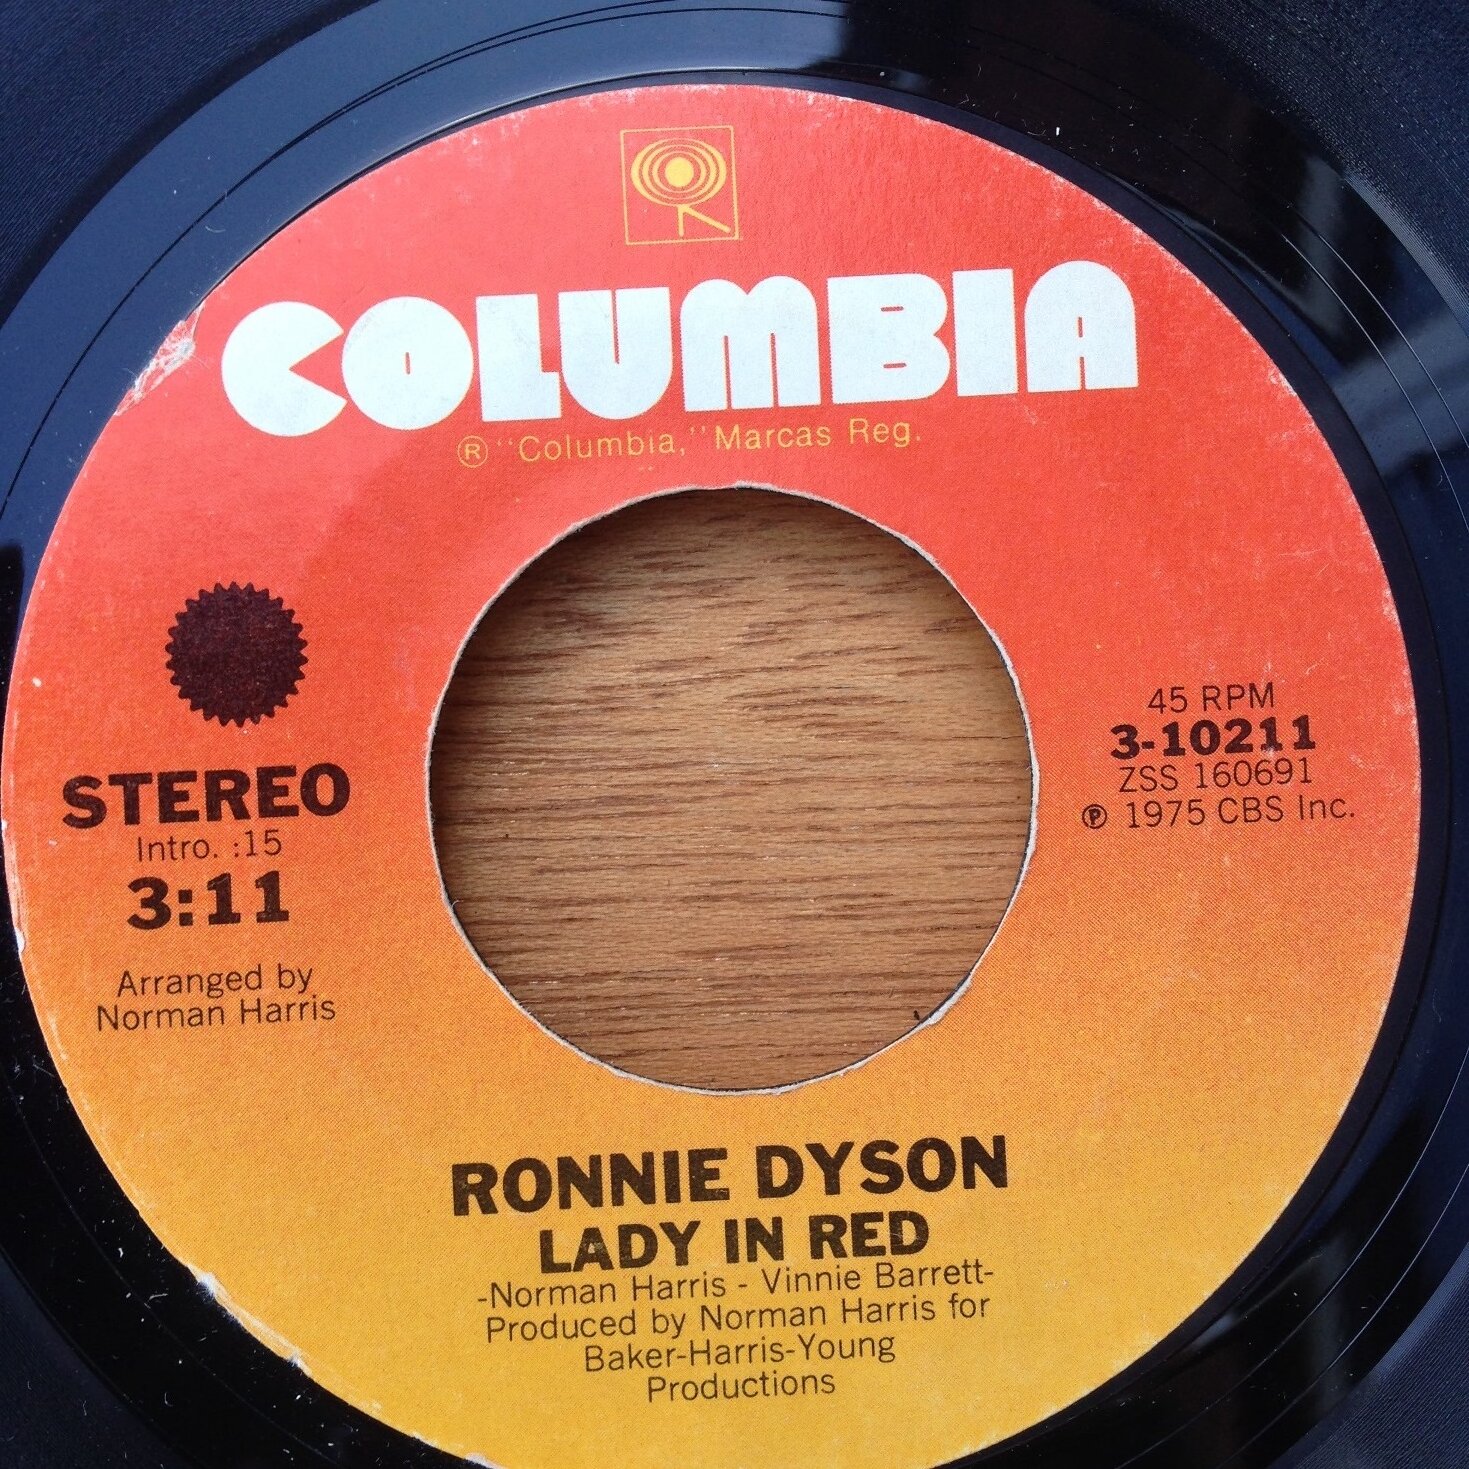 COLUMBIA
® "Columbia," Marcas Reg.
STEREO
Intro. :15
3:11
Arranged by
Norman Harris
45 RPM
3-10211
ZSS 160691
℗ 1975 CBS Inc.
RONNIE DYSON
LADY IN RED
-Norman Harris - Vinnie Barrett-
Produced by Norman Harris for
Baker-Harris-Young
Productions